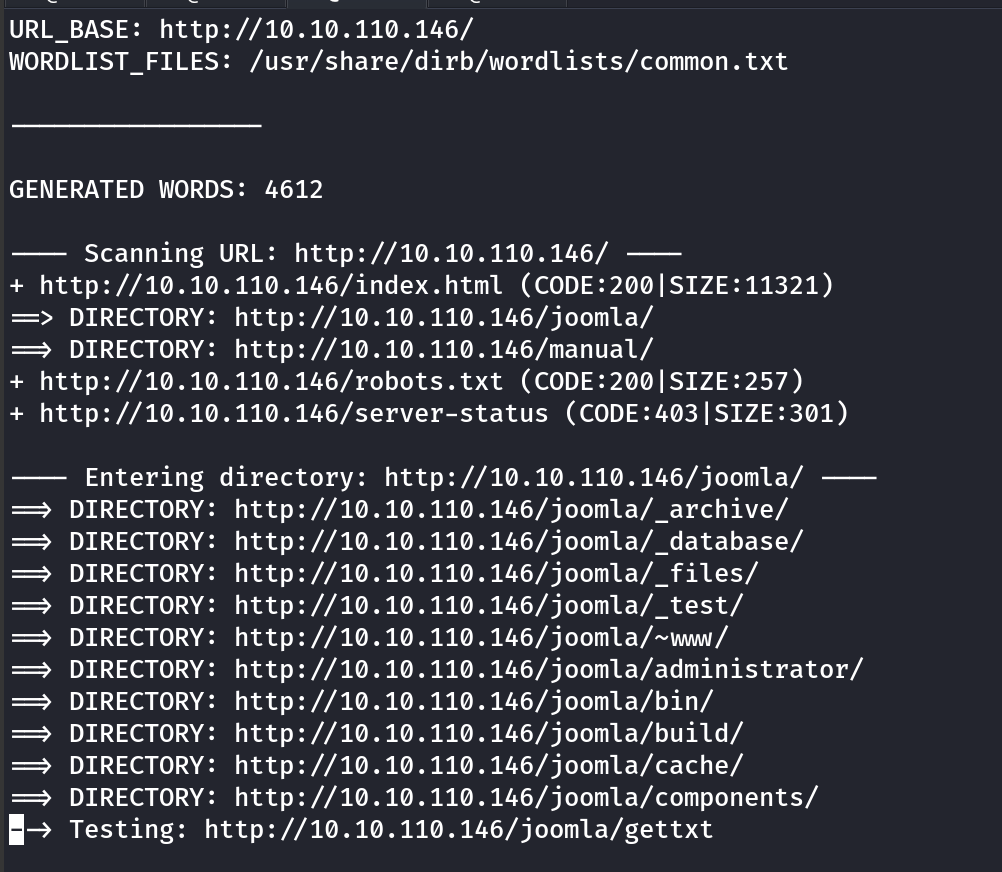 URL_BASE: http://10.10.110.146/
WORDLIST_FILES: /usr/share/dirb/wordlists/common.txt
-----------------
GENERATED WORDS: 4612
---- Scanning URL: http://10.10.110.146/ ----
+ http://10.10.110.146/index.html (CODE:200|SIZE:11321)
==> DIRECTORY: http://10.10.110.146/joomla/
==> DIRECTORY: http://10.10.110.146/manual/
+ http://10.10.110.146/robots.txt (CODE:200|SIZE:257)
+ http://10.10.110.146/server-status (CODE:403|SIZE:301)
---- Entering directory: http://10.10.110.146/joomla/ ----
==> DIRECTORY: http://10.10.110.146/joomla/_archive/
==> DIRECTORY: http://10.10.110.146/joomla/_database/
==> DIRECTORY: http://10.10.110.146/joomla/_files/
==> DIRECTORY: http://10.10.110.146/joomla/_test/
==> DIRECTORY: http://10.10.110.146/joomla/~www/
==> DIRECTORY: http://10.10.110.146/joomla/administrator/
==> DIRECTORY: http://10.10.110.146/joomla/bin/
==> DIRECTORY: http://10.10.110.146/joomla/build/
==> DIRECTORY: http://10.10.110.146/joomla/cache/
==> DIRECTORY: http://10.10.110.146/joomla/components/
--> Testing: http://10.10.110.146/joomla/gettxt